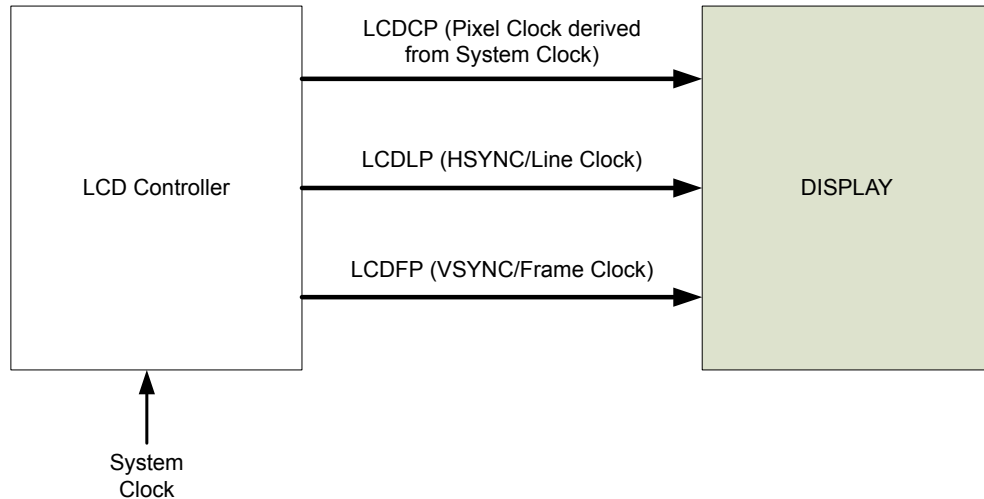 LCDCP (Pixel Clock derived
from System Clock)
LCDLP (HSYNC/Line Clock)
LCD Controller
DISPLAY
LCDFP (VSYNC/Frame Clock)
System
Clock